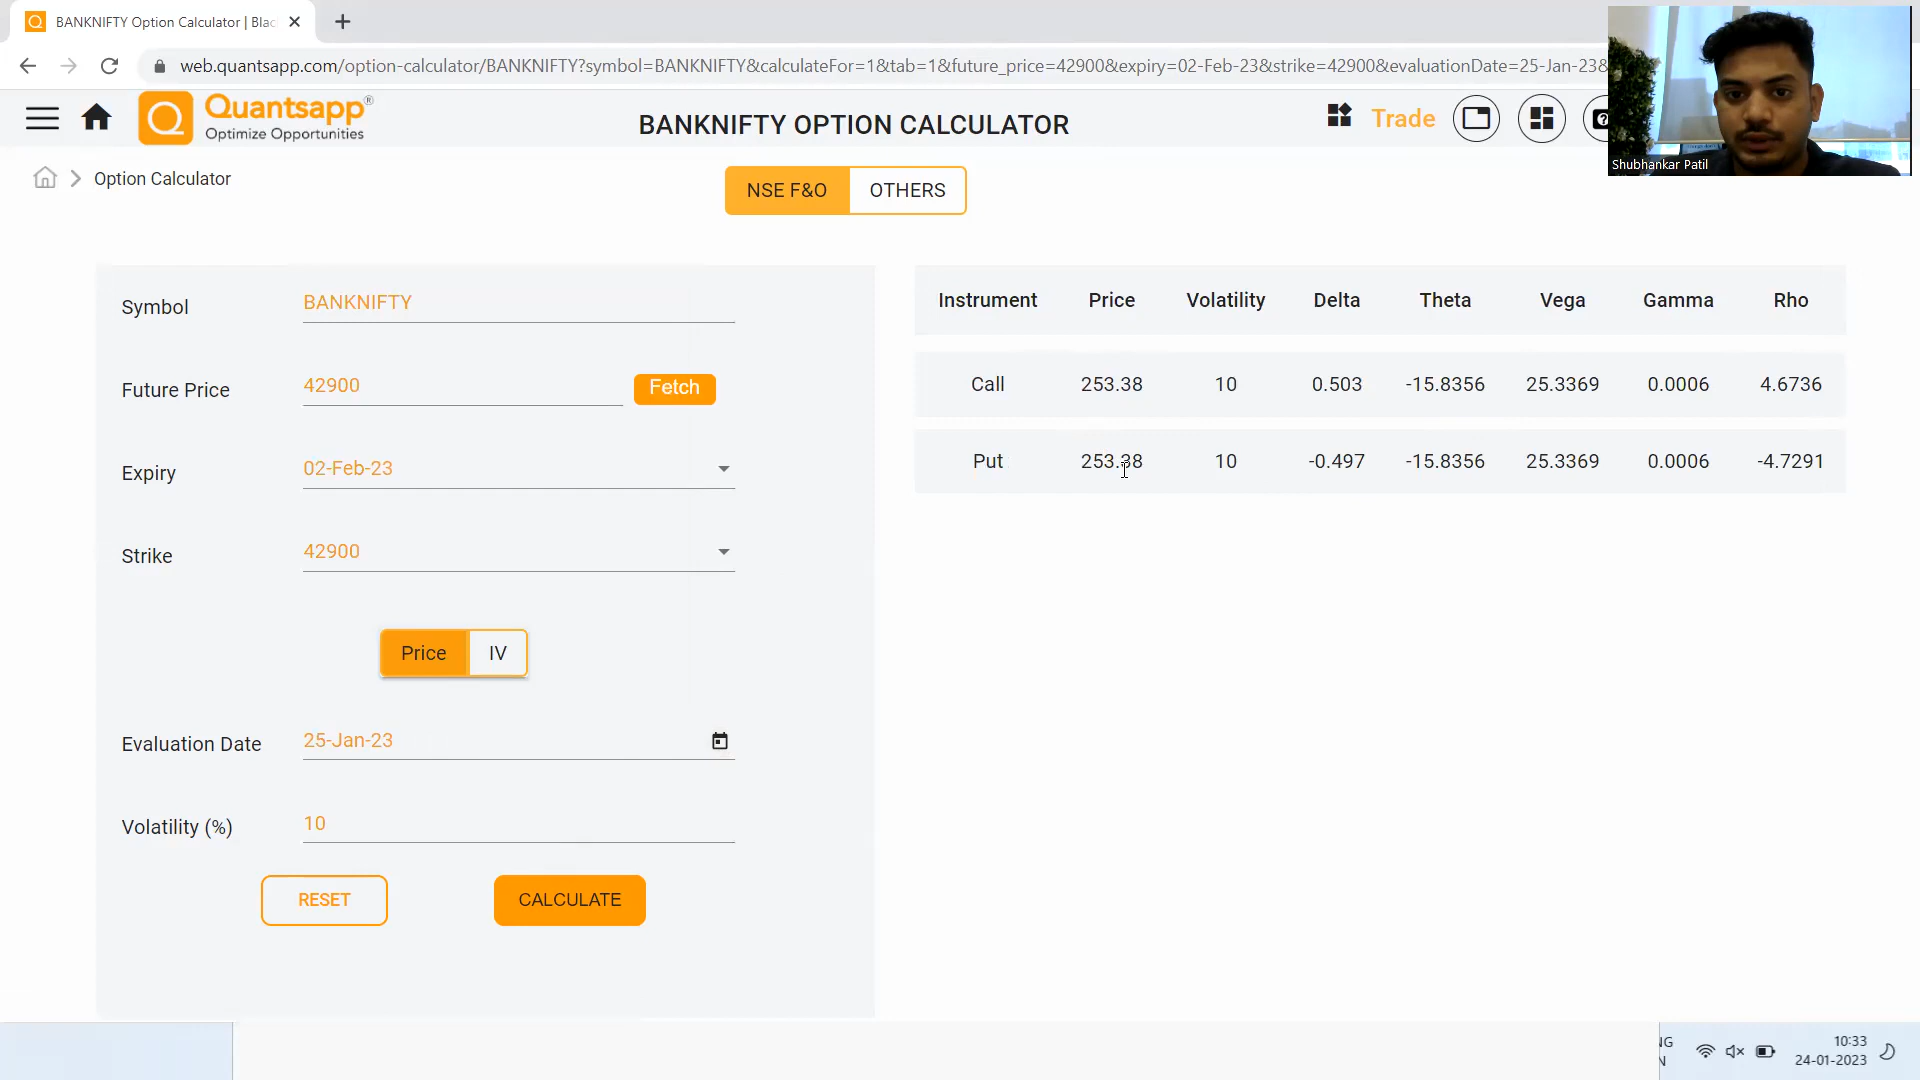 BANKNIFTY Option Calculator | Blac
web.quantsapp.com/option-calculator/BANKNIFTY?symbol=BANKNIFTY&calculateFor=1&tab=1&future_price=42900&expiry=02-Feb-23&strike=42900&evaluationDate=25-Jan-23&
Quantsapp®
Optimize Opportunities
BANKNIFTY OPTION CALCULATOR
Trade
Shubhankar Patil
Option Calculator
NSE F&O OTHERS
Symbol BANKNIFTY
Future Price 42900 Fetch
Expiry 02-Feb-23
Strike 42900
Price IV
Evaluation Date 25-Jan-23
Volatility (%) 10
RESET CALCULATE
Instrument Price Volatility Delta Theta Vega Gamma Rho
Call 253.38 10 0.503 -15.8356 25.3369 0.0006 4.6736
Put 253.38 10 -0.497 -15.8356 25.3369 0.0006 -4.7291
10:33
24-01-2023